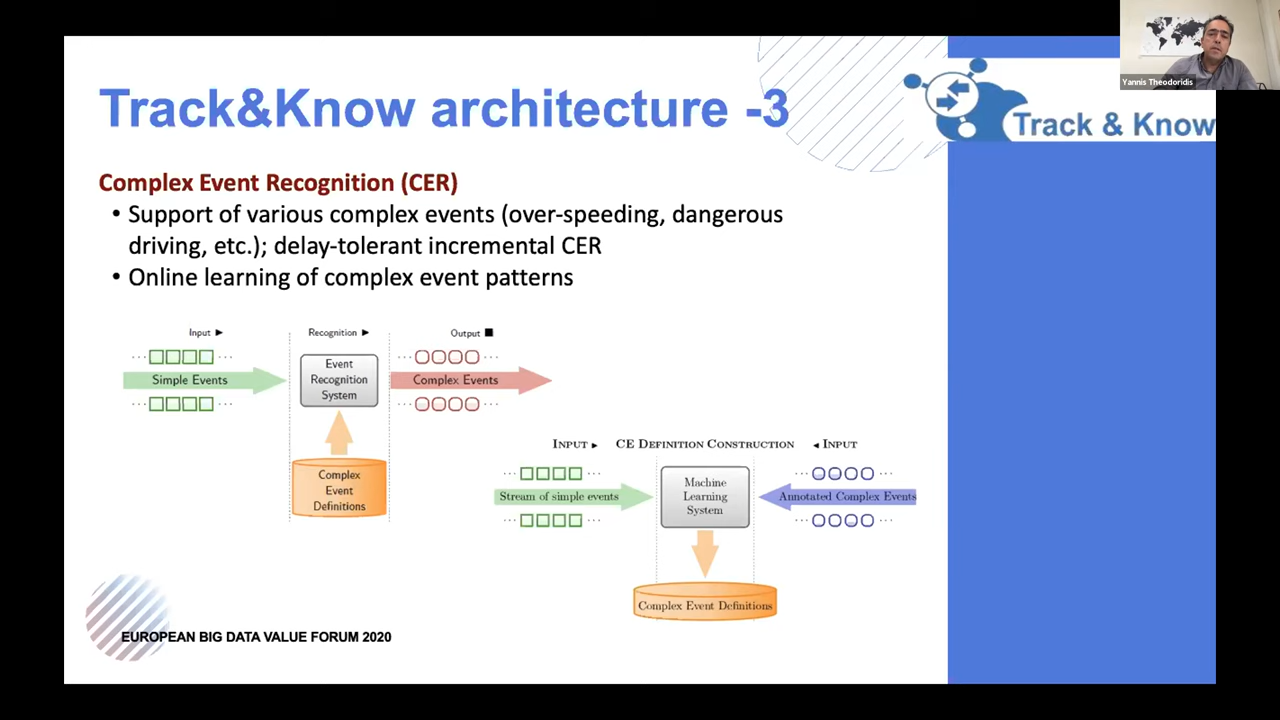 Yannis Theodoridis
Track&Know architecture -3
Track & Know
Complex Event Recognition (CER)
• Support of various complex events (over-speeding, dangerous
driving, etc.); delay-tolerant incremental CER
• Online learning of complex event patterns
Input ▶ Recognition ▶ Output ■
Simple Events
Event
Recognition
System
Complex Events
Complex
Event
Definitions
INPUT ▶ CE DEFINITION CONSTRUCTION ◀ INPUT
Stream of simple events
Machine
Learning
System
Annotated Complex Events
Complex Event Definitions
EUROPEAN BIG DATA VALUE FORUM 2020